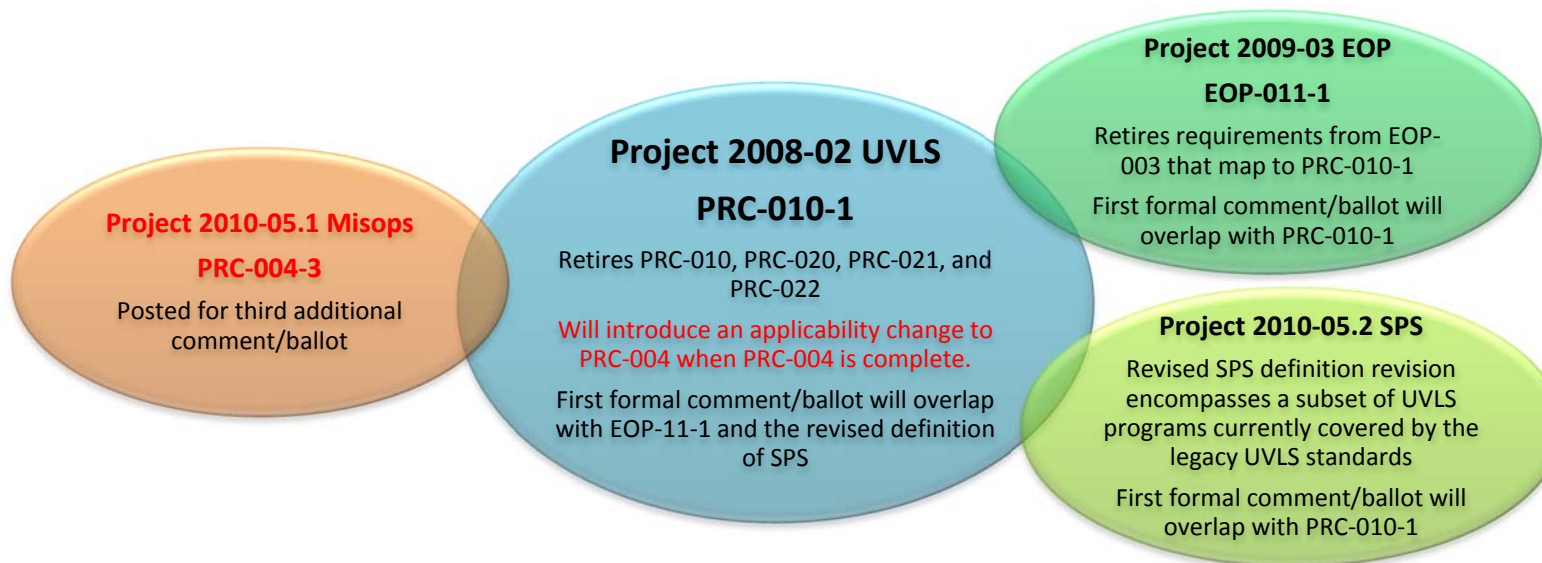 Project 2010-05.1 Misops
PRC-004-3
Posted for third additional
comment/ballot
Project 2008-02 UVLS
PRC-010-1
Retires PRC-010, PRC-020, PRC-021, and
PRC-022
Will introduce an applicability change to
PRC-004 when PRC-004 is complete.
First formal comment/ballot will overlap
with EOP-11-1 and the revised definition
of SPS
Project 2009-03 EOP
EOP-011-1
Retires requirements from EOP-
003 that map to PRC-010-1
First formal comment/ballot will
overlap with PRC-010-1
Project 2010-05.2 SPS
Revised SPS definition revision
encompasses a subset of UVLS
programs currently covered by the
legacy UVLS standards
First formal comment/ballot will
overlap with PRC-010-1